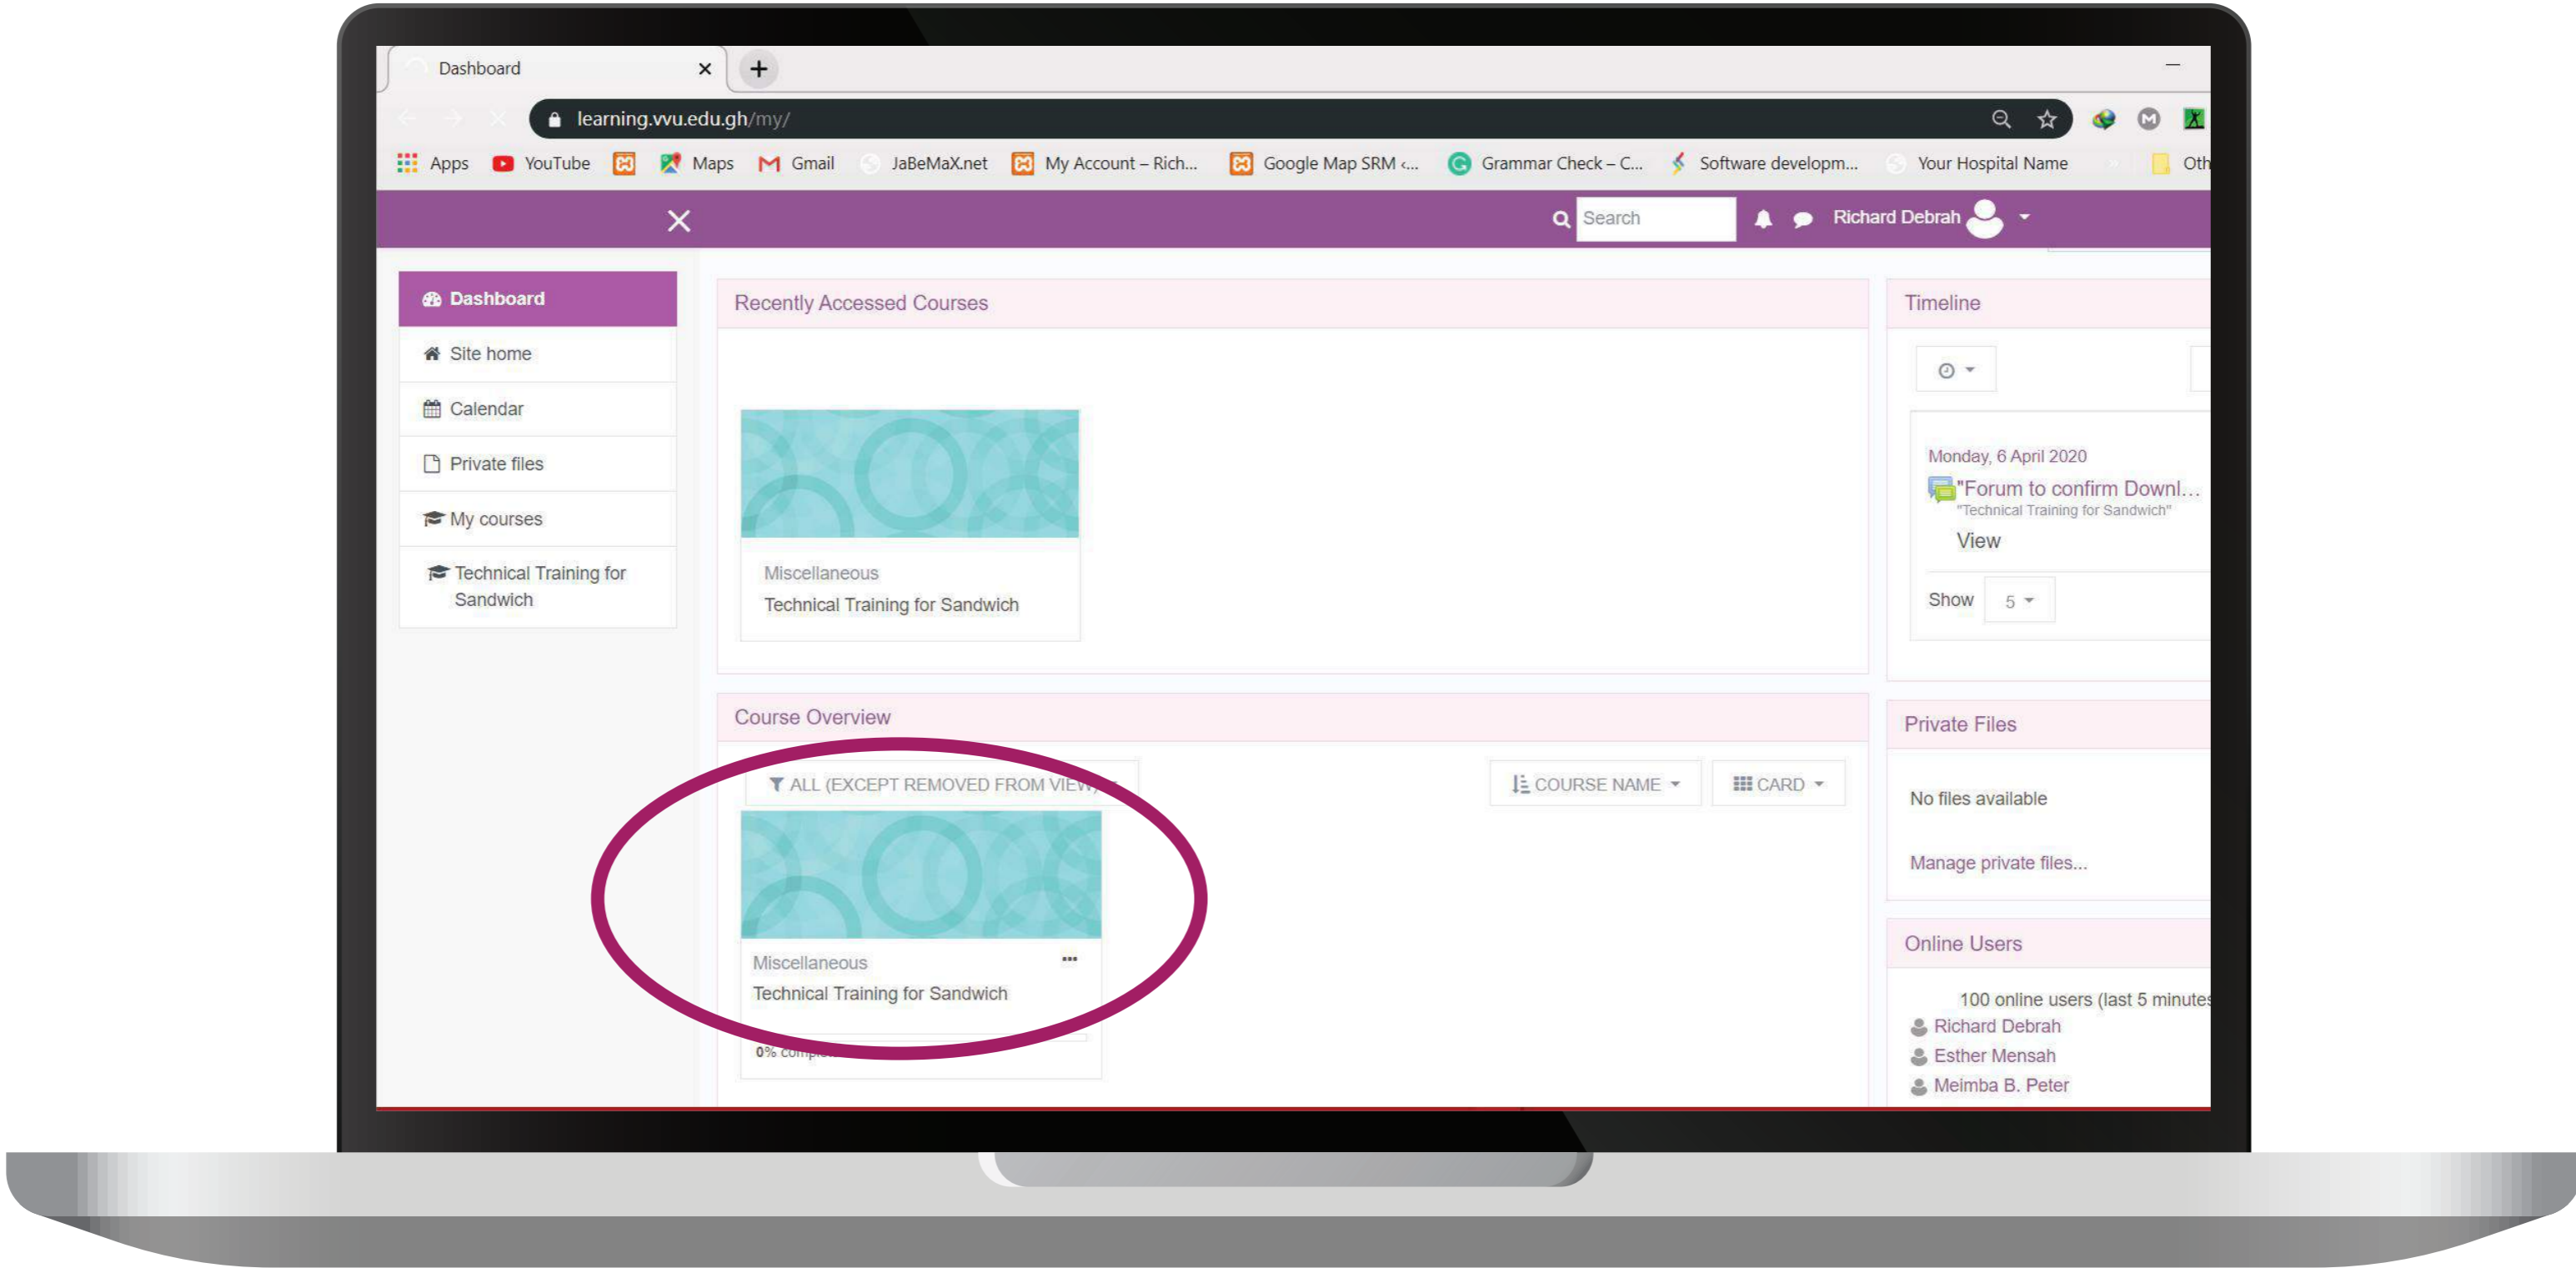 Dashboard
learning.vvu.edu.gh/my/
Apps YouTube Maps Gmail JaBeMaX.net My Account – Rich... Google Map SRM ‹... Grammar Check – C... Software developm... Your Hospital Name » Oth
Search Richard Debrah
Dashboard
Site home
Calendar
Private files
My courses
Technical Training for
Sandwich
Recently Accessed Courses
Miscellaneous
Technical Training for Sandwich
Course Overview
ALL (EXCEPT REMOVED FROM VIEW) COURSE NAME CARD
Miscellaneous ...
Technical Training for Sandwich
0%
Timeline
Monday, 6 April 2020
"Forum to confirm Downl...
"Technical Training for Sandwich"
View
Show 5
Private Files
No files available
Manage private files...
Online Users
100 online users (last 5 minutes
Richard Debrah
Esther Mensah
Meimba B. Peter